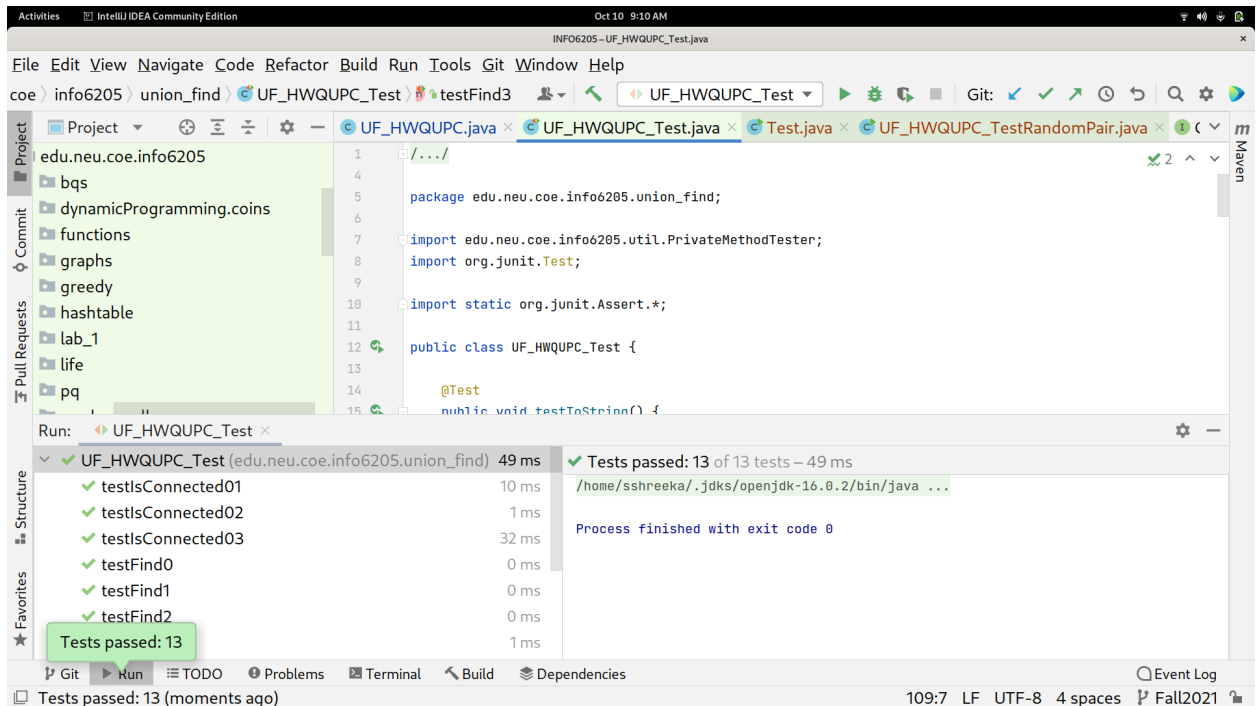 Activities IntelliJ IDEA Community Edition Oct 10 9:10 AM
INFO6205 – UF_HWQUPC_Test.java
File Edit View Navigate Code Refactor Build Run Tools Git Window Help
coe info6205 union_find UF_HWQUPC_Test testFind3 UF_HWQUPC_Test Git:
Project UF_HWQUPC.java UF_HWQUPC_Test.java Test.java UF_HWQUPC_TestRandomPair.java
Project
Commit
Pull Requests
Structure
Favorites
Maven
edu.neu.coe.info6205
bqs
dynamicProgramming.coins
functions
graphs
greedy
hashtable
lab_1
life
pq
1 /.../
2
4
5 package edu.neu.coe.info6205.union_find;
6
7 import edu.neu.coe.info6205.util.PrivateMethodTester;
8 import org.junit.Test;
9
10 import static org.junit.Assert.*;
11
12 public class UF_HWQUPC_Test {
13
14 @Test
15 public void testToString() {
Run: UF_HWQUPC_Test
UF_HWQUPC_Test (edu.neu.coe.info6205.union_find) 49 ms
testIsConnected01 10 ms
testIsConnected02 1 ms
testIsConnected03 32 ms
testFind0 0 ms
testFind1 0 ms
testFind2 0 ms
1 ms
Tests passed: 13 of 13 tests – 49 ms
/home/sshreeka/.jdks/openjdk-16.0.2/bin/java ...
Process finished with exit code 0
Tests passed: 13
Git Run TODO Problems Terminal Build Dependencies Event Log
Tests passed: 13 (moments ago) 109:7 LF UTF-8 4 spaces Fall2021